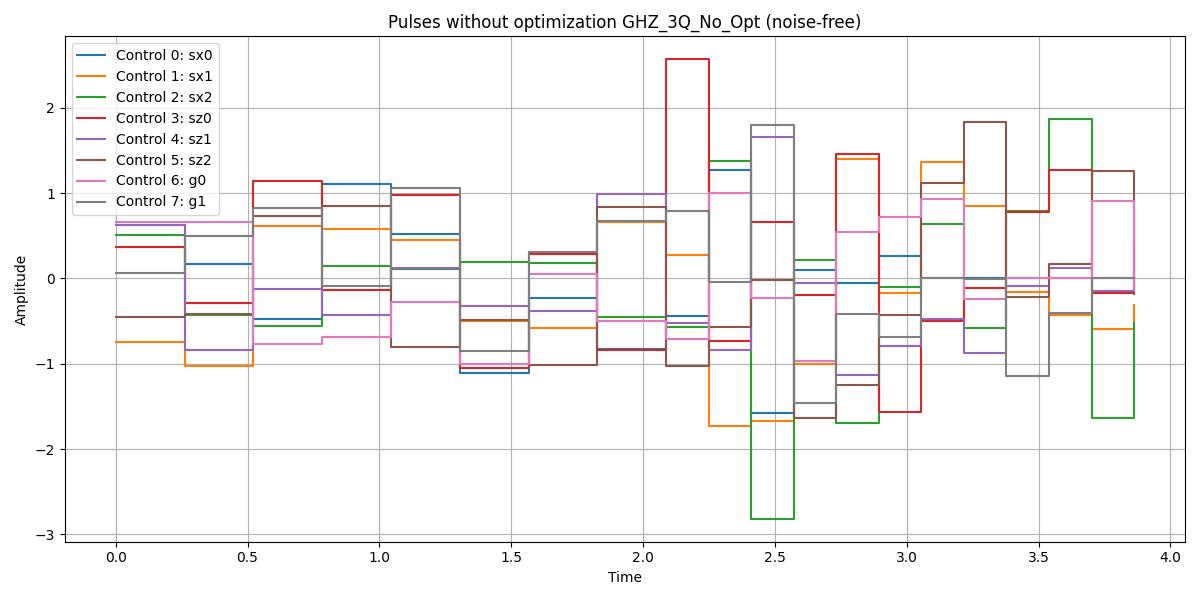 Pulses without optimization GHZ_3Q_No_Opt (noise-free)
Control 0: sx0
Control 1: sx1
Control 2: sx2
Control 3: sz0
Control 4: sz1
Control 5: sz2
Control 6: g0
Control 7: g1
2
1
0
−1
−2
−3
Amplitude
0.0 0.5 1.0 1.5 2.0 2.5 3.0 3.5 4.0
Time